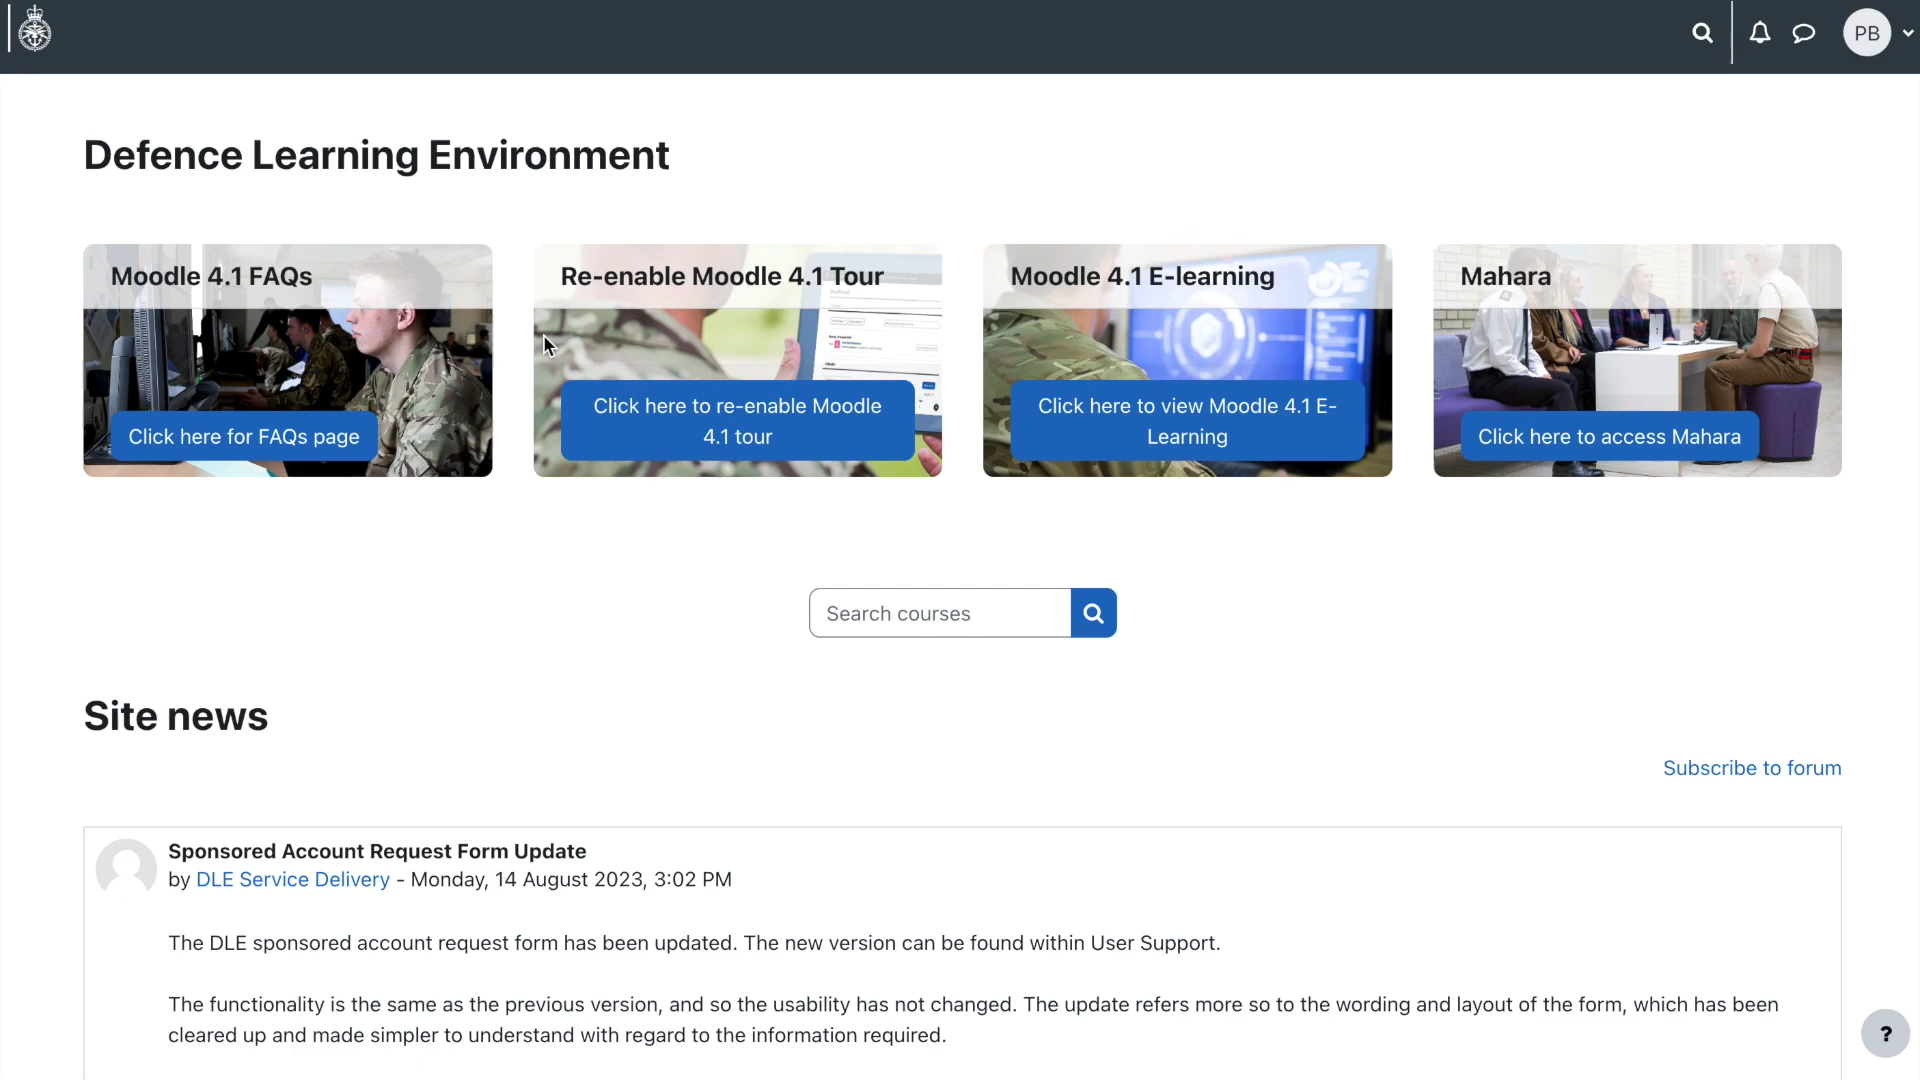 PB
Defence Learning Environment
Moodle 4.1 FAQs
Click here for FAQs page
Re-enable Moodle 4.1 Tour
Click here to re-enable Moodle
4.1 tour
Moodle 4.1 E-learning
Click here to view Moodle 4.1 E-
Learning
Mahara
Click here to access Mahara
Search courses
Site news
Subscribe to forum
Sponsored Account Request Form Update
by DLE Service Delivery - Monday, 14 August 2023, 3:02 PM
The DLE sponsored account request form has been updated. The new version can be found within User Support.
The functionality is the same as the previous version, and so the usability has not changed. The update refers more so to the wording and layout of the form, which has been
cleared up and made simpler to understand with regard to the information required.
?